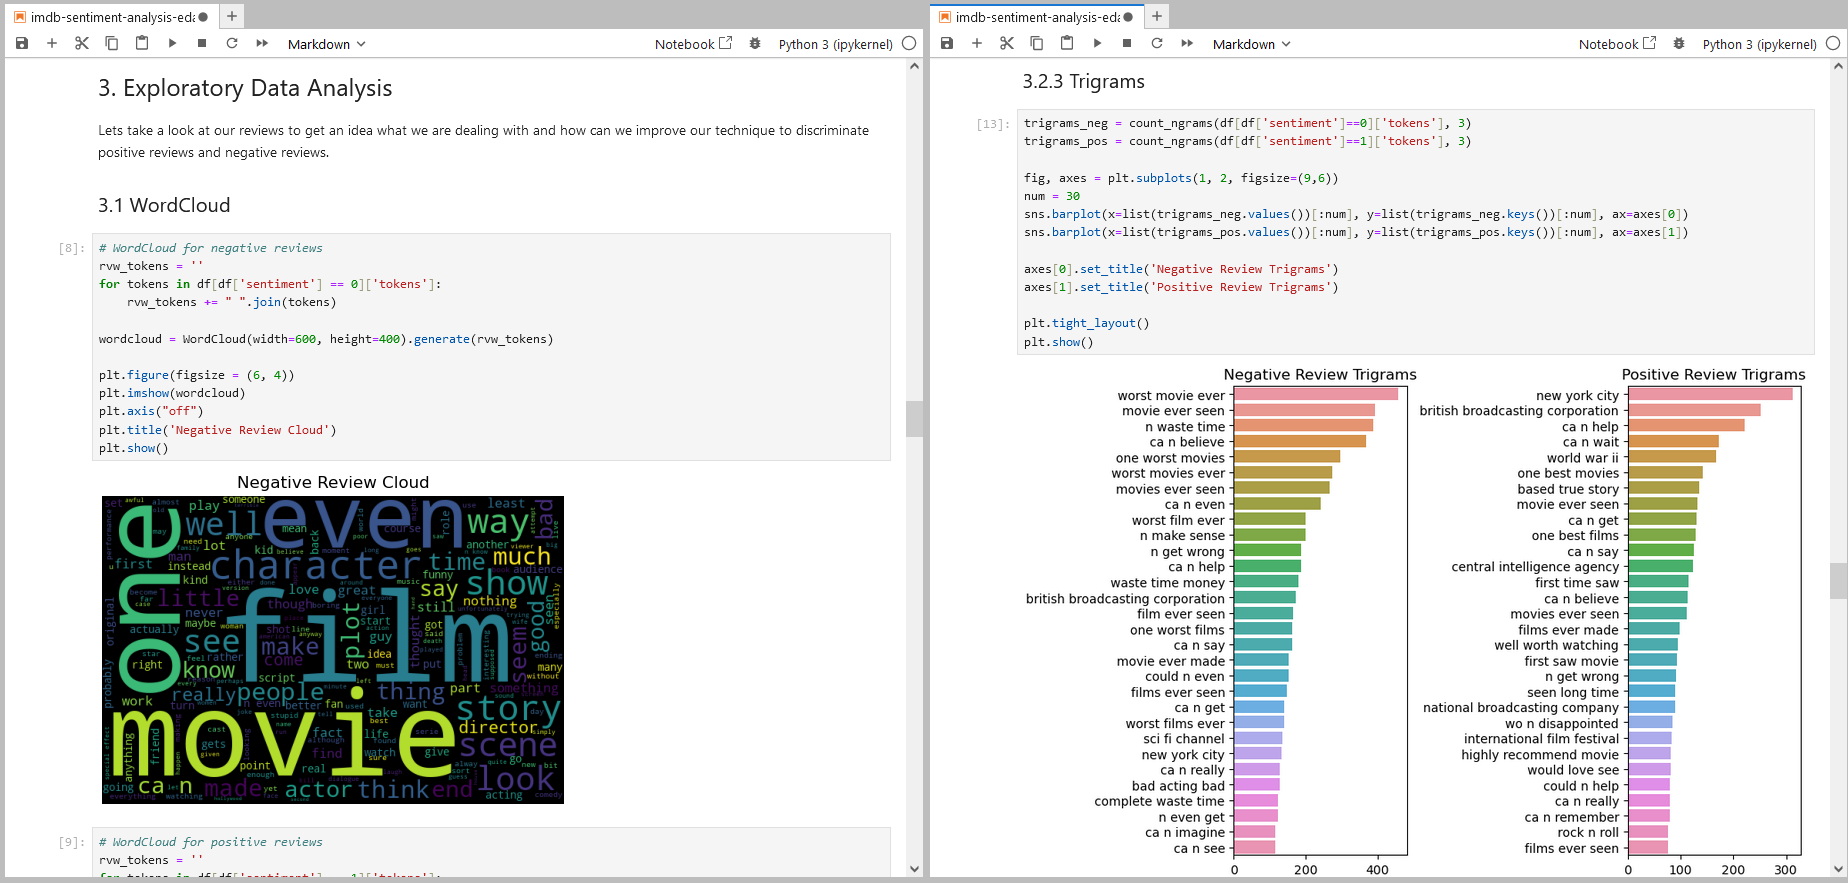 imdb-sentiment-analysis-eda
Markdown
Notebook
Python 3 (ipykernel)
3. Exploratory Data Analysis
Lets take a look at our reviews to get an idea what we are dealing with and how can we improve our technique to discriminate
positive reviews and negative reviews.
3.1 WordCloud
[8]:
# WordCloud for negative reviews
rvw_tokens = ''
for tokens in df[df['sentiment'] == 0]['tokens']:
    rvw_tokens += " ".join(tokens)
wordcloud = WordCloud(width=600, height=400).generate(rvw_tokens)
plt.figure(figsize = (6, 4))
plt.imshow(wordcloud)
plt.axis("off")
plt.title('Negative Review Cloud')
plt.show()
Negative Review Cloud
one
even
film
movie
well
way
bad
character
time
much
show
say
little
see
make
plot
good
seem
know
really
people
thing
story
scene
director
look
actor
think
end
made
ca n
play
someone
least
another
funny
love
great
though
still
nothing
instead
kind
never
maybe
actually
first
lot
kid
mean
back
course
role
audience
guy
girl
start
idea
two
come
script
put
got
part
something
many
work
right
probably
original
take
want
fact
life
find
watch
give
real
point
gets
friend
anything
going
acting
[9]:
# WordCloud for positive reviews
rvw_tokens = ''
imdb-sentiment-analysis-eda
Markdown
Notebook
Python 3 (ipykernel)
3.2.3 Trigrams
[13]:
trigrams_neg = count_ngrams(df[df['sentiment']==0]['tokens'], 3)
trigrams_pos = count_ngrams(df[df['sentiment']==1]['tokens'], 3)
fig, axes = plt.subplots(1, 2, figsize=(9,6))
num = 30
sns.barplot(x=list(trigrams_neg.values())[:num], y=list(trigrams_neg.keys())[:num], ax=axes[0])
sns.barplot(x=list(trigrams_pos.values())[:num], y=list(trigrams_pos.keys())[:num], ax=axes[1])
axes[0].set_title('Negative Review Trigrams')
axes[1].set_title('Positive Review Trigrams')
plt.tight_layout()
plt.show()
Negative Review Trigrams
worst movie ever
movie ever seen
n waste time
ca n believe
one worst movies
worst movies ever
movies ever seen
ca n even
worst film ever
n make sense
n get wrong
ca n help
waste time money
british broadcasting corporation
film ever seen
one worst films
ca n say
movie ever made
could n even
films ever seen
ca n get
worst films ever
sci fi channel
new york city
ca n really
bad acting bad
complete waste time
n even get
ca n imagine
ca n see
0 200 400
Positive Review Trigrams
new york city
british broadcasting corporation
ca n help
ca n wait
world war ii
one best movies
based true story
movie ever seen
ca n get
one best films
ca n say
central intelligence agency
first time saw
ca n believe
movies ever seen
films ever made
well worth watching
first saw movie
n get wrong
seen long time
national broadcasting company
wo n disappointed
international film festival
highly recommend movie
would love see
could n help
ca n really
ca n remember
rock n roll
films ever seen
0 100 200 300